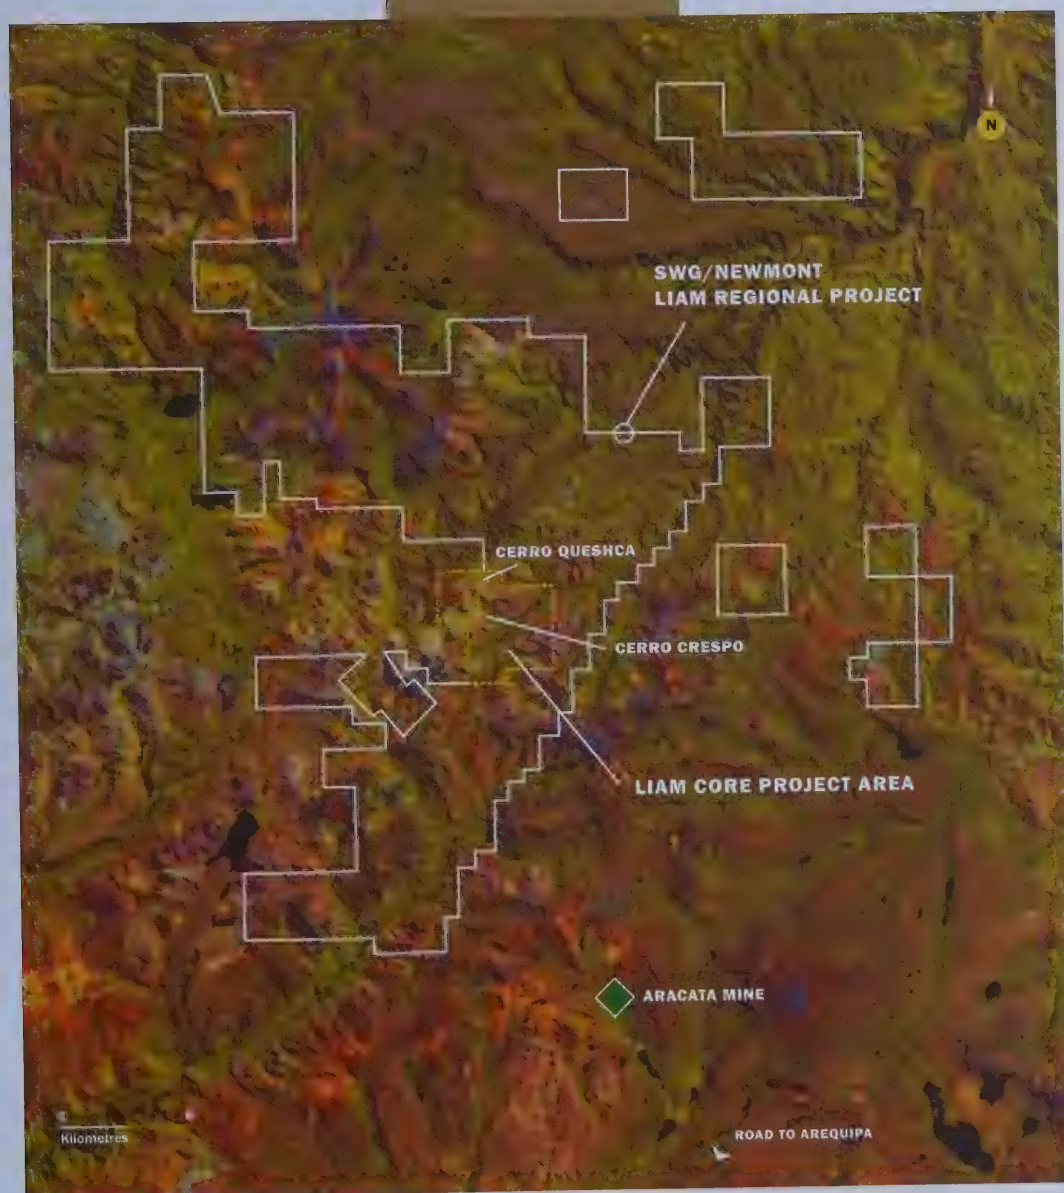 N
SWG/NEWMONT
LIAM REGIONAL PROJECT
CERRO QUESHCA
CERRO CRESPO
LIAM CORE PROJECT AREA
ARACATA MINE
Kilometres
ROAD TO AREQUIPA